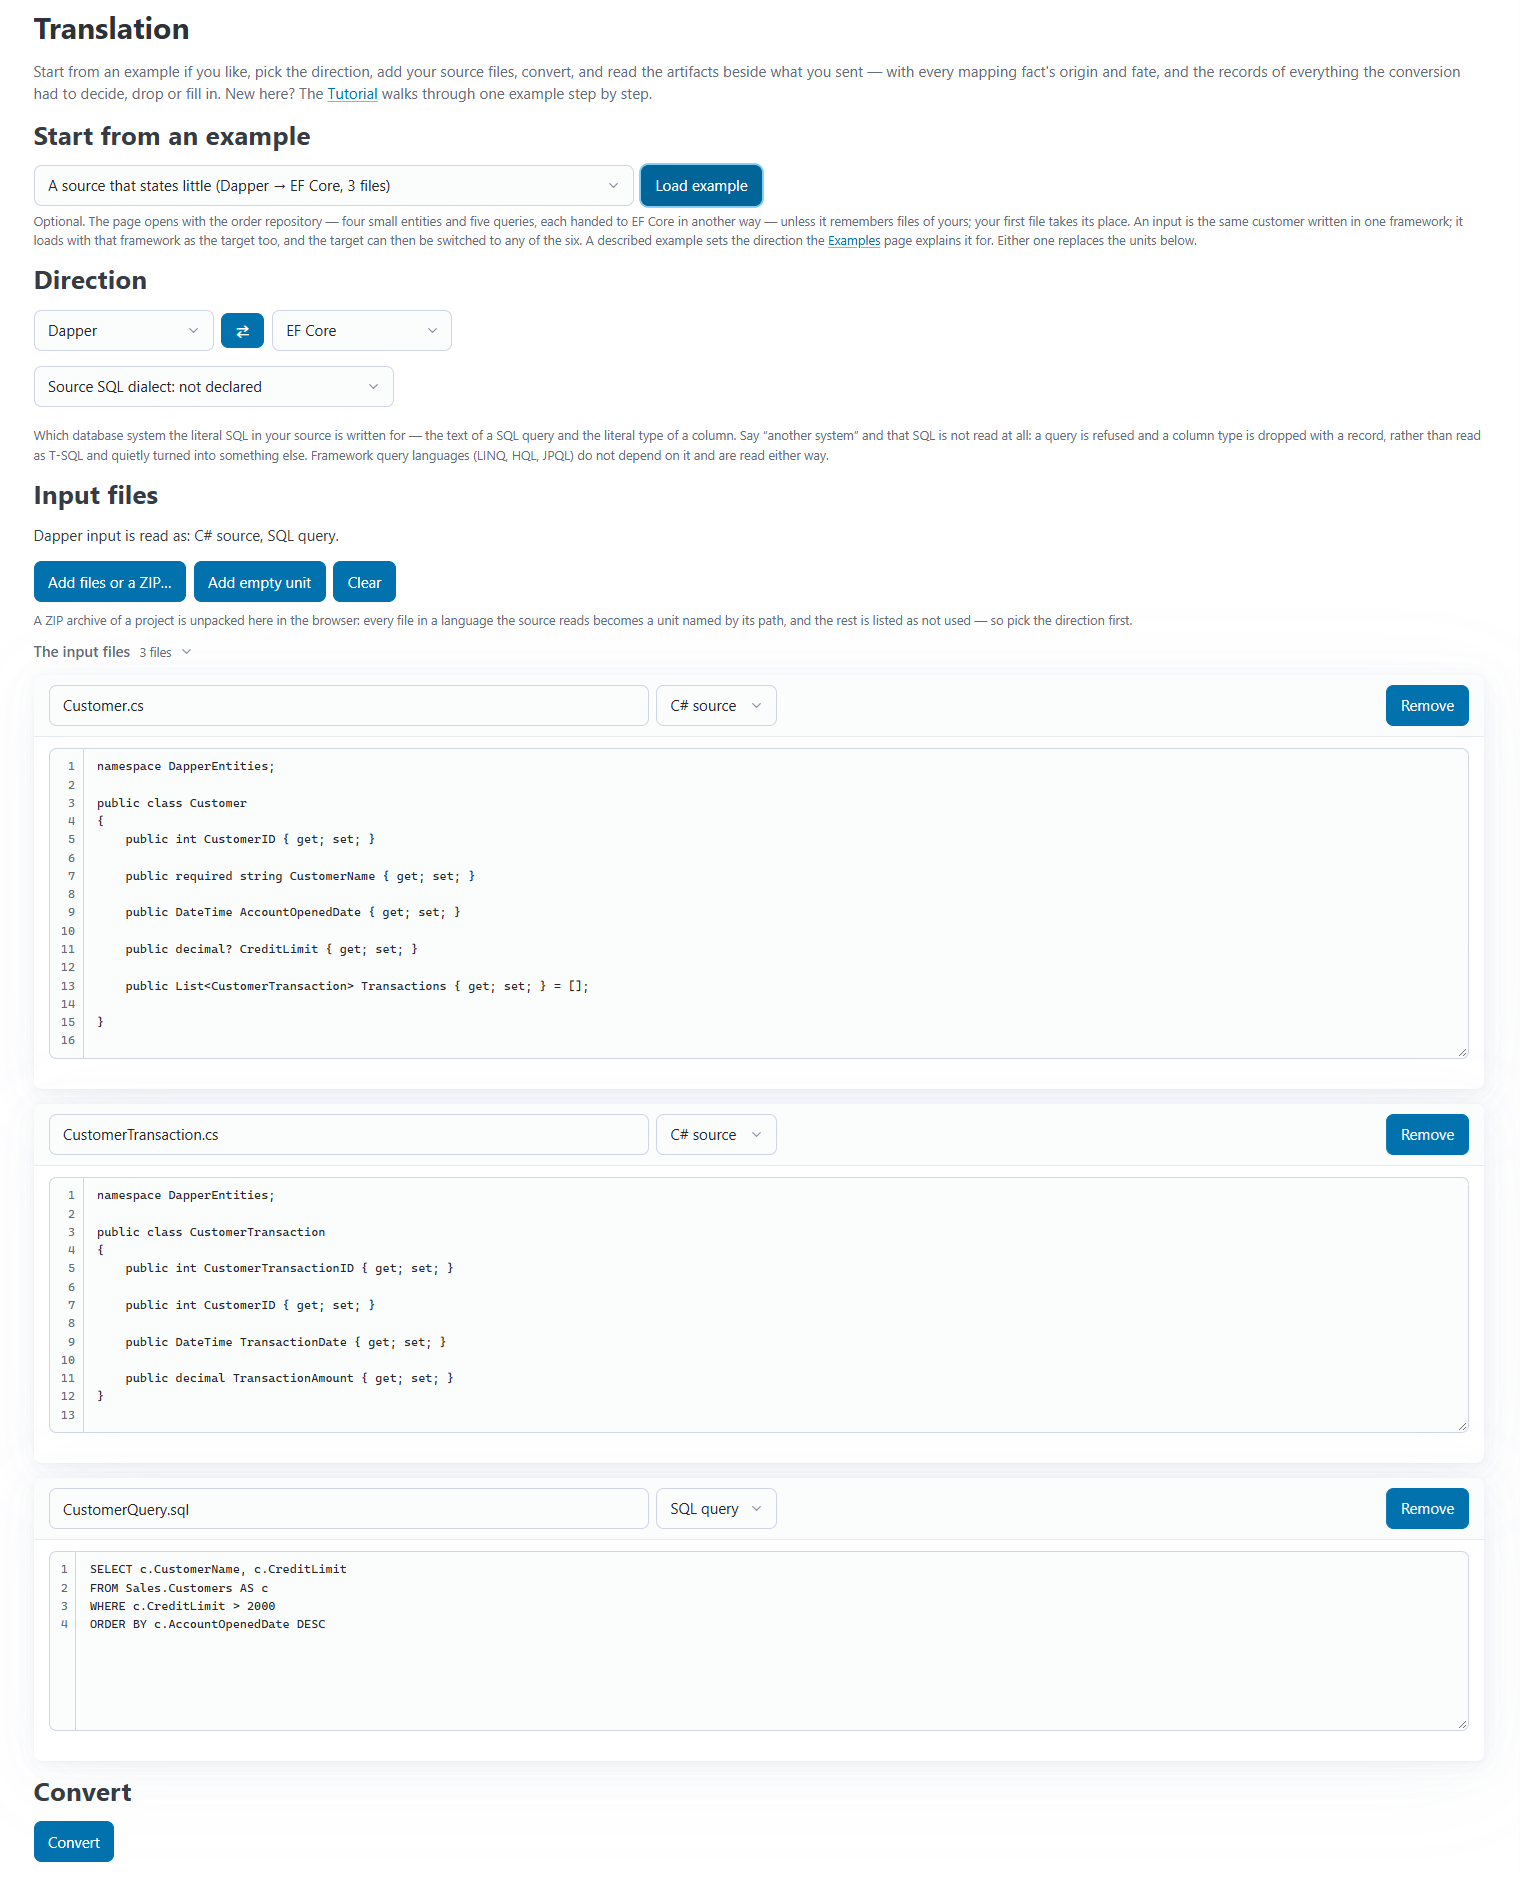 Translation
Start from an example if you like, pick the direction, add your source files, convert, and read the artifacts beside what you sent — with every mapping fact's origin and fate, and the records of everything the conversion
had to decide, drop or fill in. New here? The Tutorial walks through one example step by step.
Start from an example
A source that states little (Dapper → EF Core, 3 files)
Load example
Optional. The page opens with the order repository — four small entities and five queries, each handed to EF Core in another way — unless it remembers files of yours; your first file takes its place. An input is the same customer written in one framework; it
loads with that framework as the target too, and the target can then be switched to any of the six. A described example sets the direction the Examples page explains it for. Either one replaces the units below.
Direction
Dapper
⇄
EF Core
Source SQL dialect: not declared
Which database system the literal SQL in your source is written for — the text of a SQL query and the literal type of a column. Say “another system” and that SQL is not read at all: a query is refused and a column type is dropped with a record, rather than read
as T-SQL and quietly turned into something else. Framework query languages (LINQ, HQL, JPQL) do not depend on it and are read either way.
Input files
Dapper input is read as: C# source, SQL query.
Add files or a ZIP...
Add empty unit
Clear
A ZIP archive of a project is unpacked here in the browser: every file in a language the source reads becomes a unit named by its path, and the rest is listed as not used — so pick the direction first.
The input files 3 files
Customer.cs
C# source
Remove
1 namespace DapperEntities;
2
3 public class Customer
4 {
5 public int CustomerID { get; set; }
6
7 public required string CustomerName { get; set; }
8
9 public DateTime AccountOpenedDate { get; set; }
10
11 public decimal? CreditLimit { get; set; }
12
13 public List<CustomerTransaction> Transactions { get; set; } = [];
14
15 }
16
CustomerTransaction.cs
C# source
Remove
1 namespace DapperEntities;
2
3 public class CustomerTransaction
4 {
5 public int CustomerTransactionID { get; set; }
6
7 public int CustomerID { get; set; }
8
9 public DateTime TransactionDate { get; set; }
10
11 public decimal TransactionAmount { get; set; }
12 }
13
CustomerQuery.sql
SQL query
Remove
1 SELECT c.CustomerName, c.CreditLimit
2 FROM Sales.Customers AS c
3 WHERE c.CreditLimit > 2000
4 ORDER BY c.AccountOpenedDate DESC
Convert
Convert